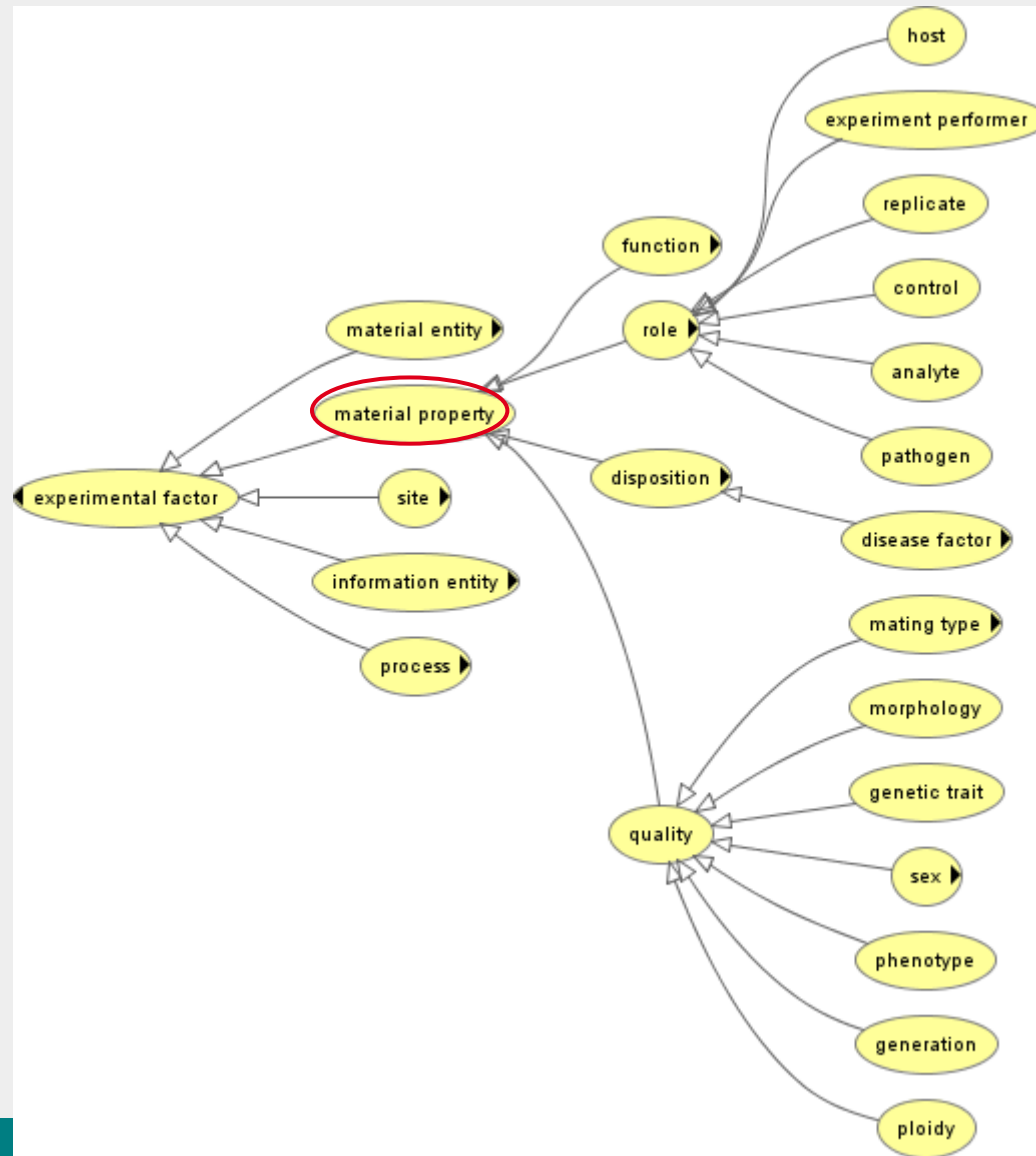 host
experiment performer
replicate
function
control
material entity
role
analyte
material property
pathogen
disposition
experimental factor
site
disease factor
information entity
mating type
process
morphology
genetic trait
quality
sex
phenotype
generation
ploidy